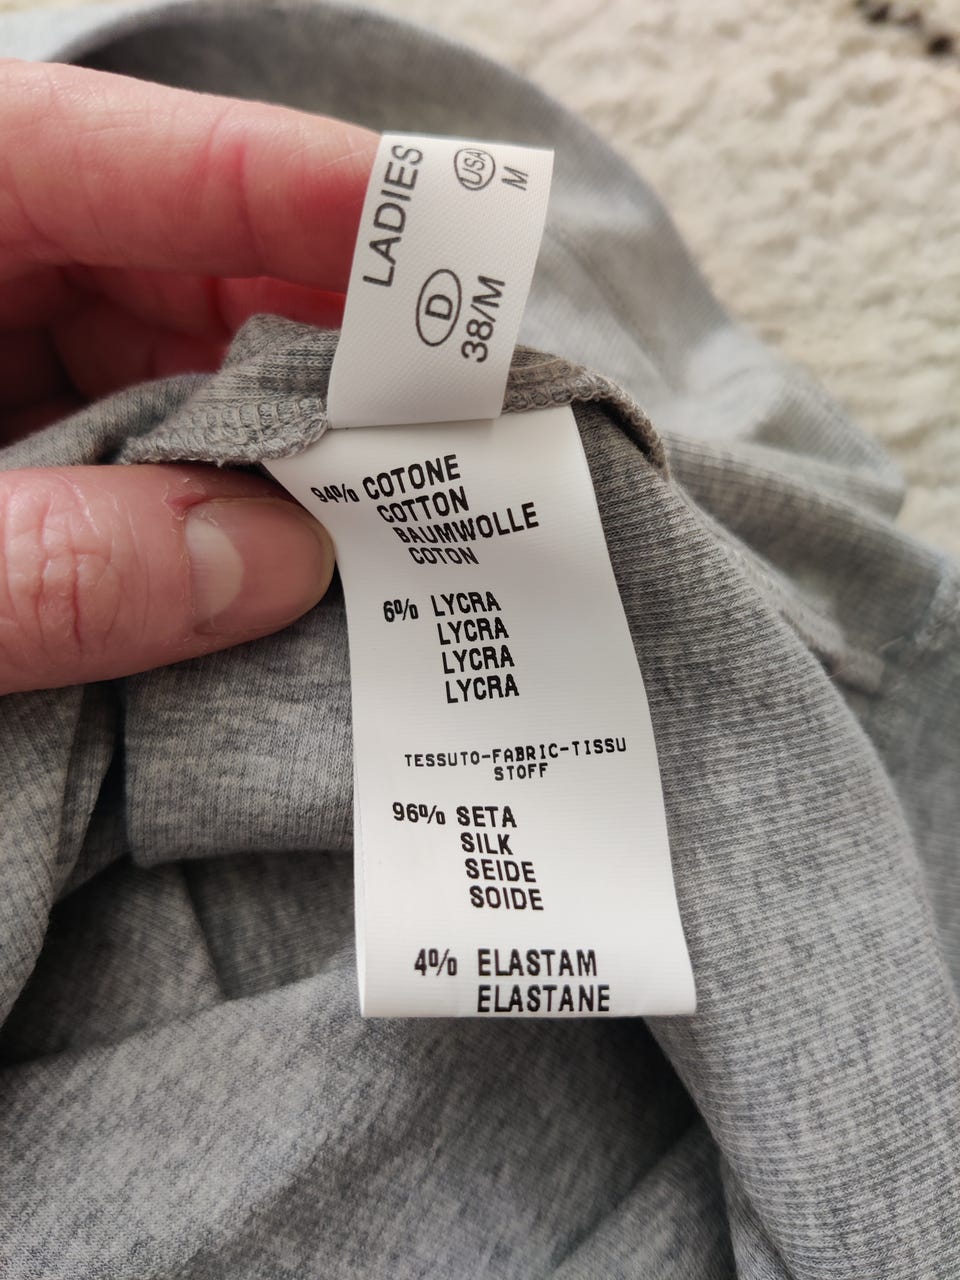 LADIES
USA
M
D
38/M
94% COTONE
COTTON
BAUMWOLLE
COTON
6% LYCRA
LYCRA
LYCRA
LYCRA
TESSUTO-FABRIC-TISSU
STOFF
96% SETA
SILK
SEIDE
SOIDE
4% ELASTAM
ELASTANE